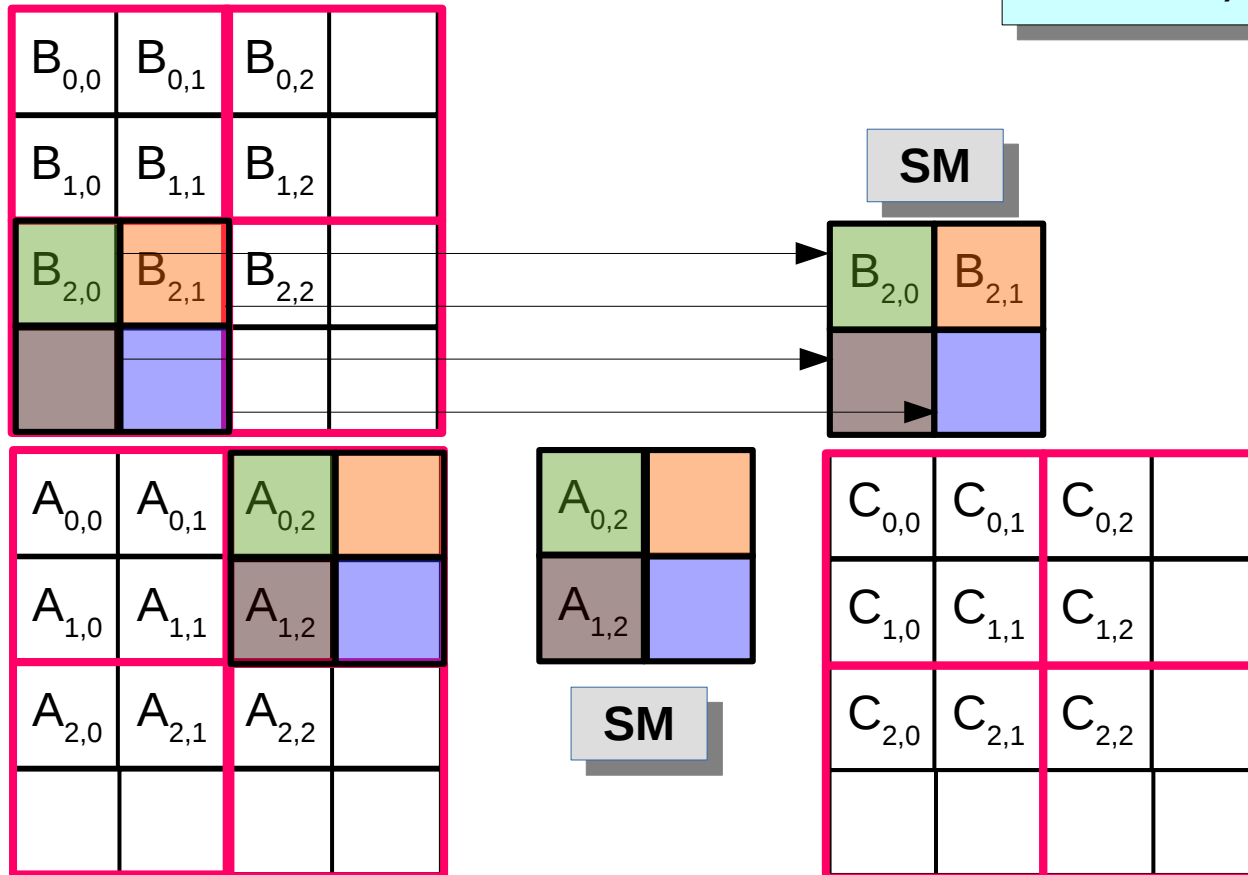 B0,0 B0,1 B0,2
B1,0 B1,1 B1,2
SM
B2,0 B2,1 B2,2
B2,0 B2,1
A0,0 A0,1 A0,2
A1,0 A1,1 A1,2
A2,0 A2,1 A2,2
A0,2
A1,2
SM
C0,0 C0,1 C0,2
C1,0 C1,1 C1,2
C2,0 C2,1 C2,2